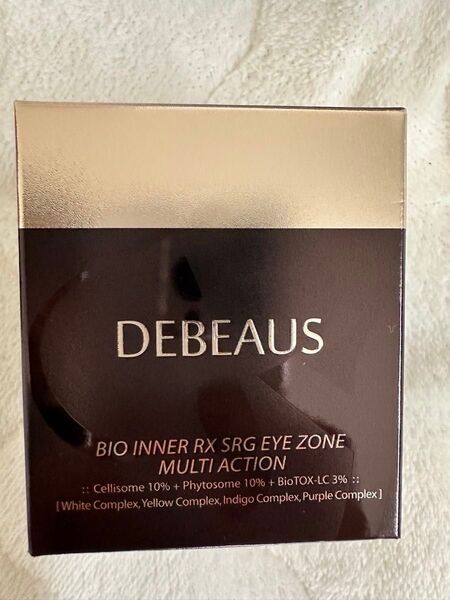 DEBEAUS
BIO INNER RX SRG EYE ZONE
MULTI ACTION
:: Cellisome 10% + Phytosome 10% + BioTOX-LC 3% ::
[White Complex, Yellow Complex, Indigo Complex, Purple Complex]